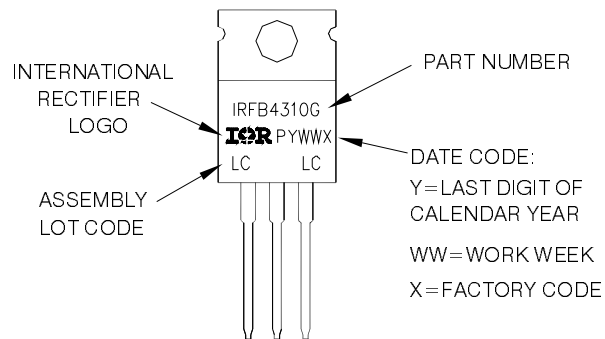 INTERNATIONAL
RECTIFIER
LOGO
PART NUMBER
IRFB4310G
IOR PYWWX
LC LC
ASSEMBLY
LOT CODE
DATE CODE:
Y=LAST DIGIT OF
CALENDAR YEAR
WW=WORK WEEK
X=FACTORY CODE